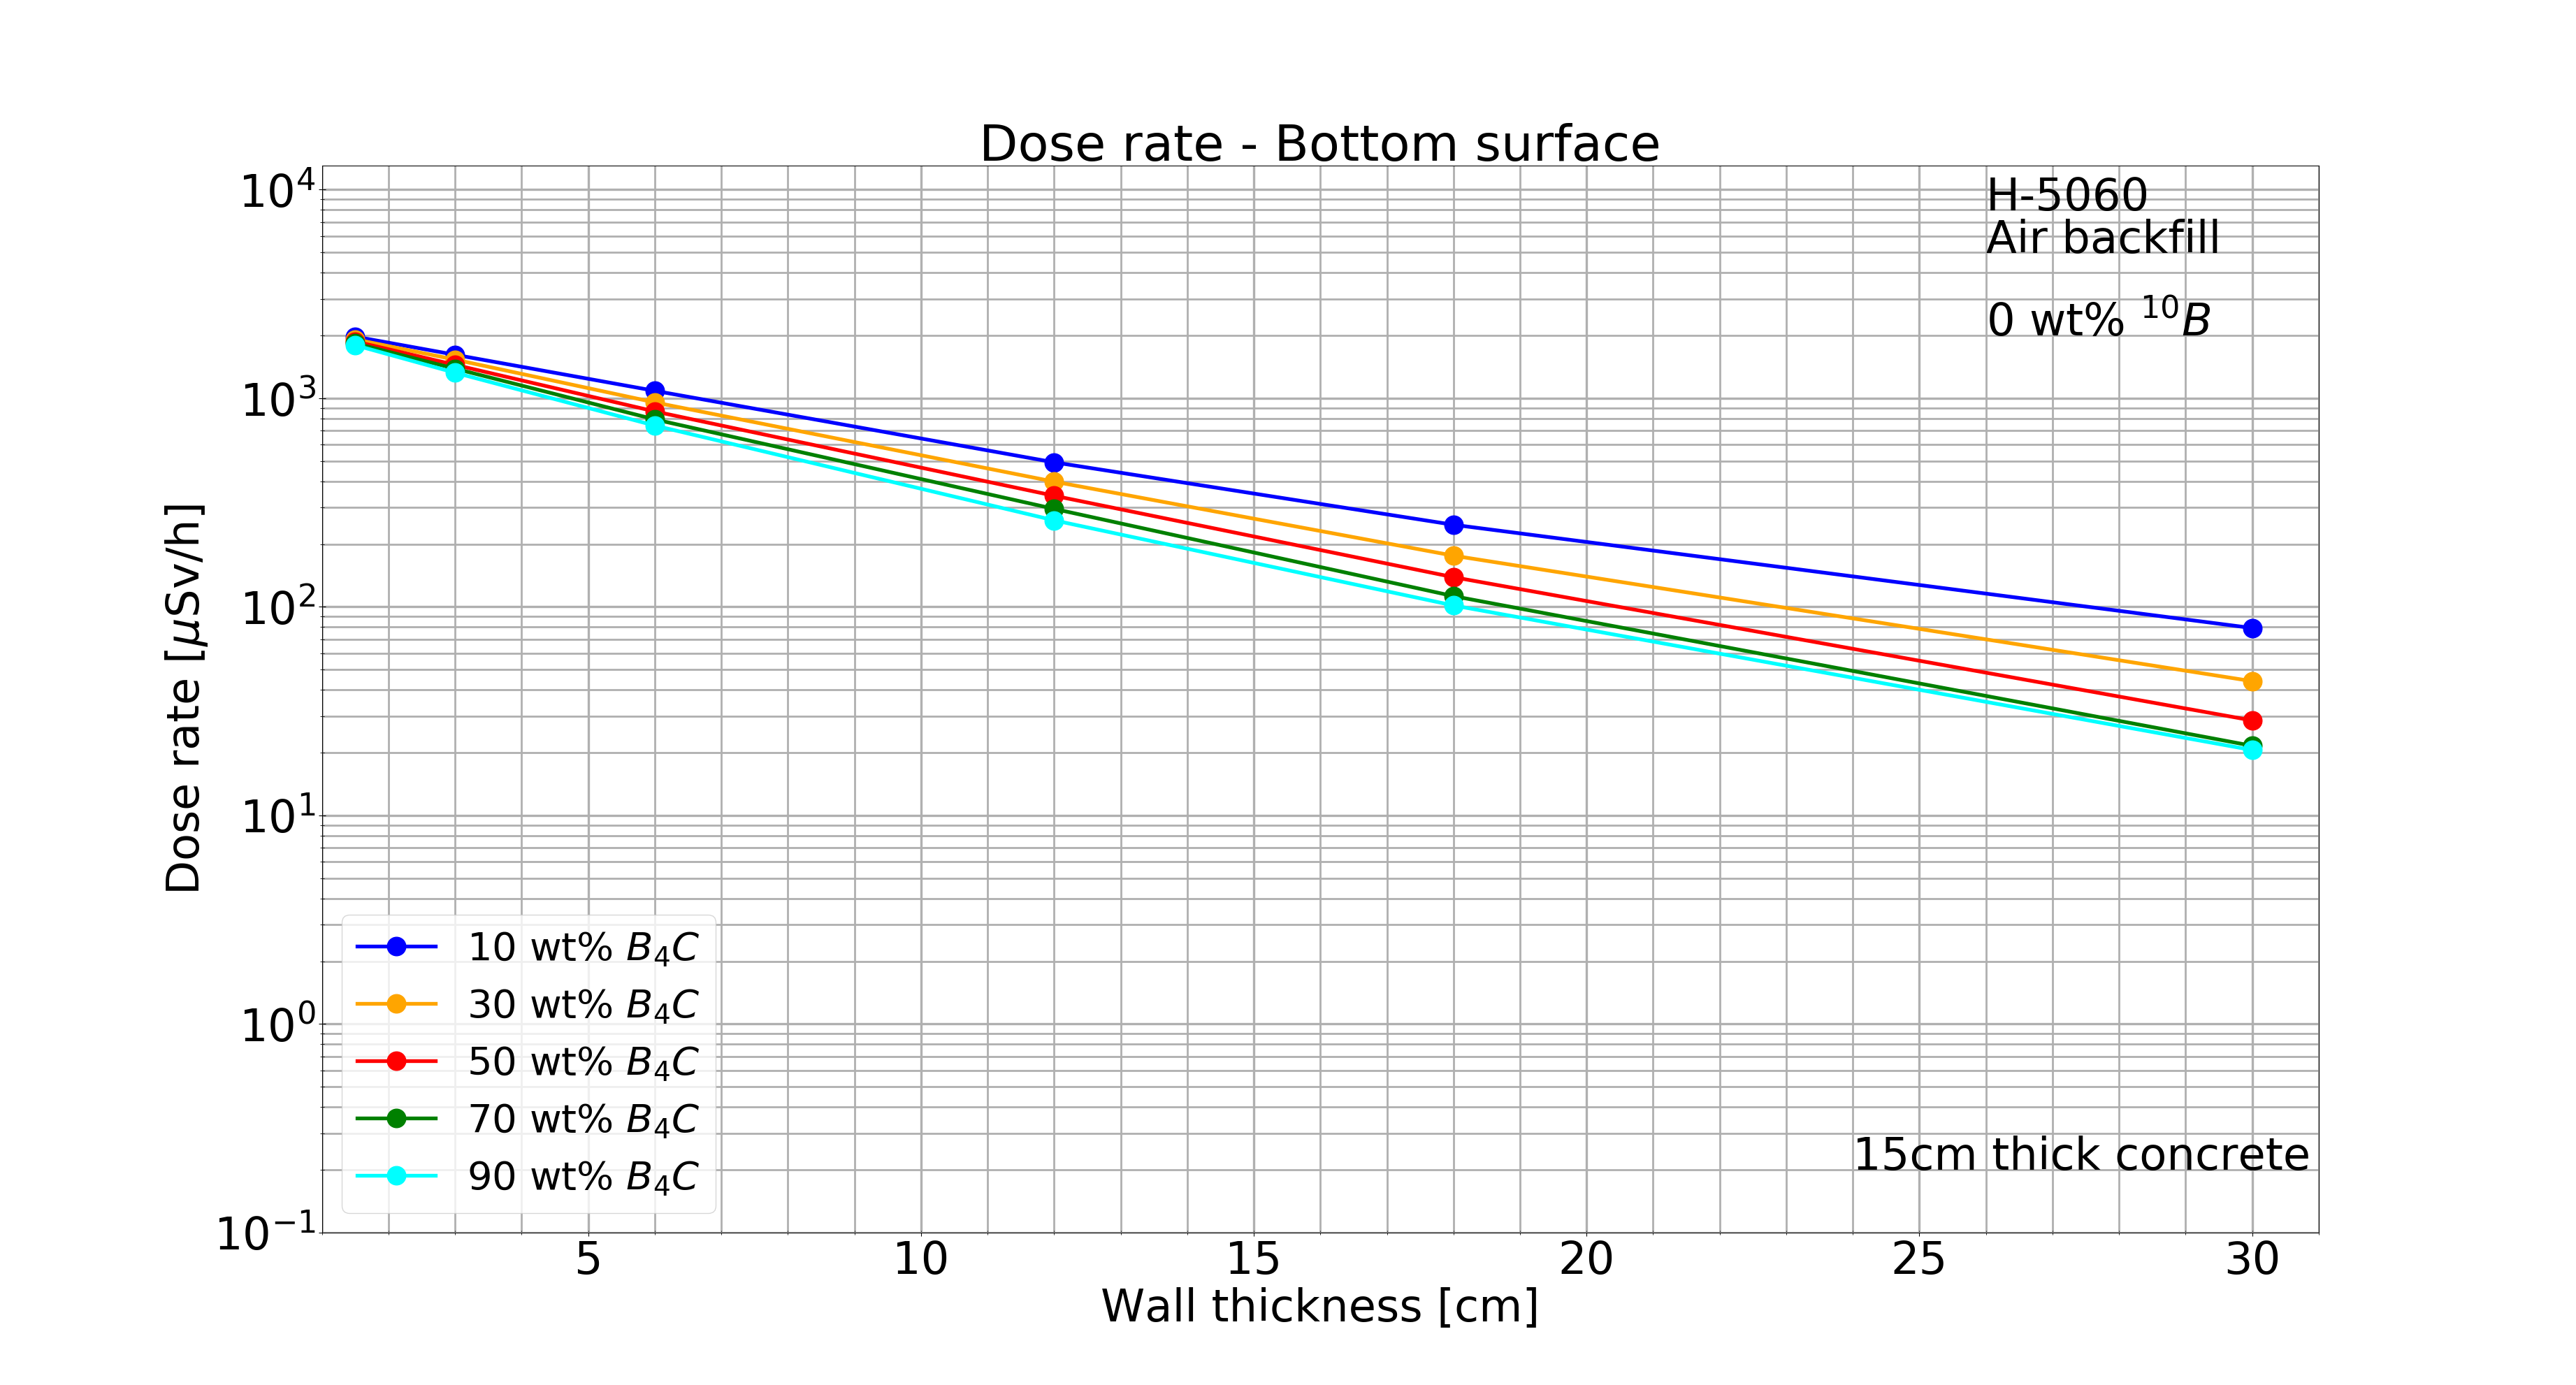 Dose rate - Bottom surface
10⁴
10³
10²
10¹
10⁰
10⁻¹
Dose rate [μSv/h]
H-5060
Air backfill
0 wt% ¹⁰B
10 wt% B₄C
30 wt% B₄C
50 wt% B₄C
70 wt% B₄C
90 wt% B₄C
15cm thick concrete
5 10 15 20 25 30
Wall thickness [cm]